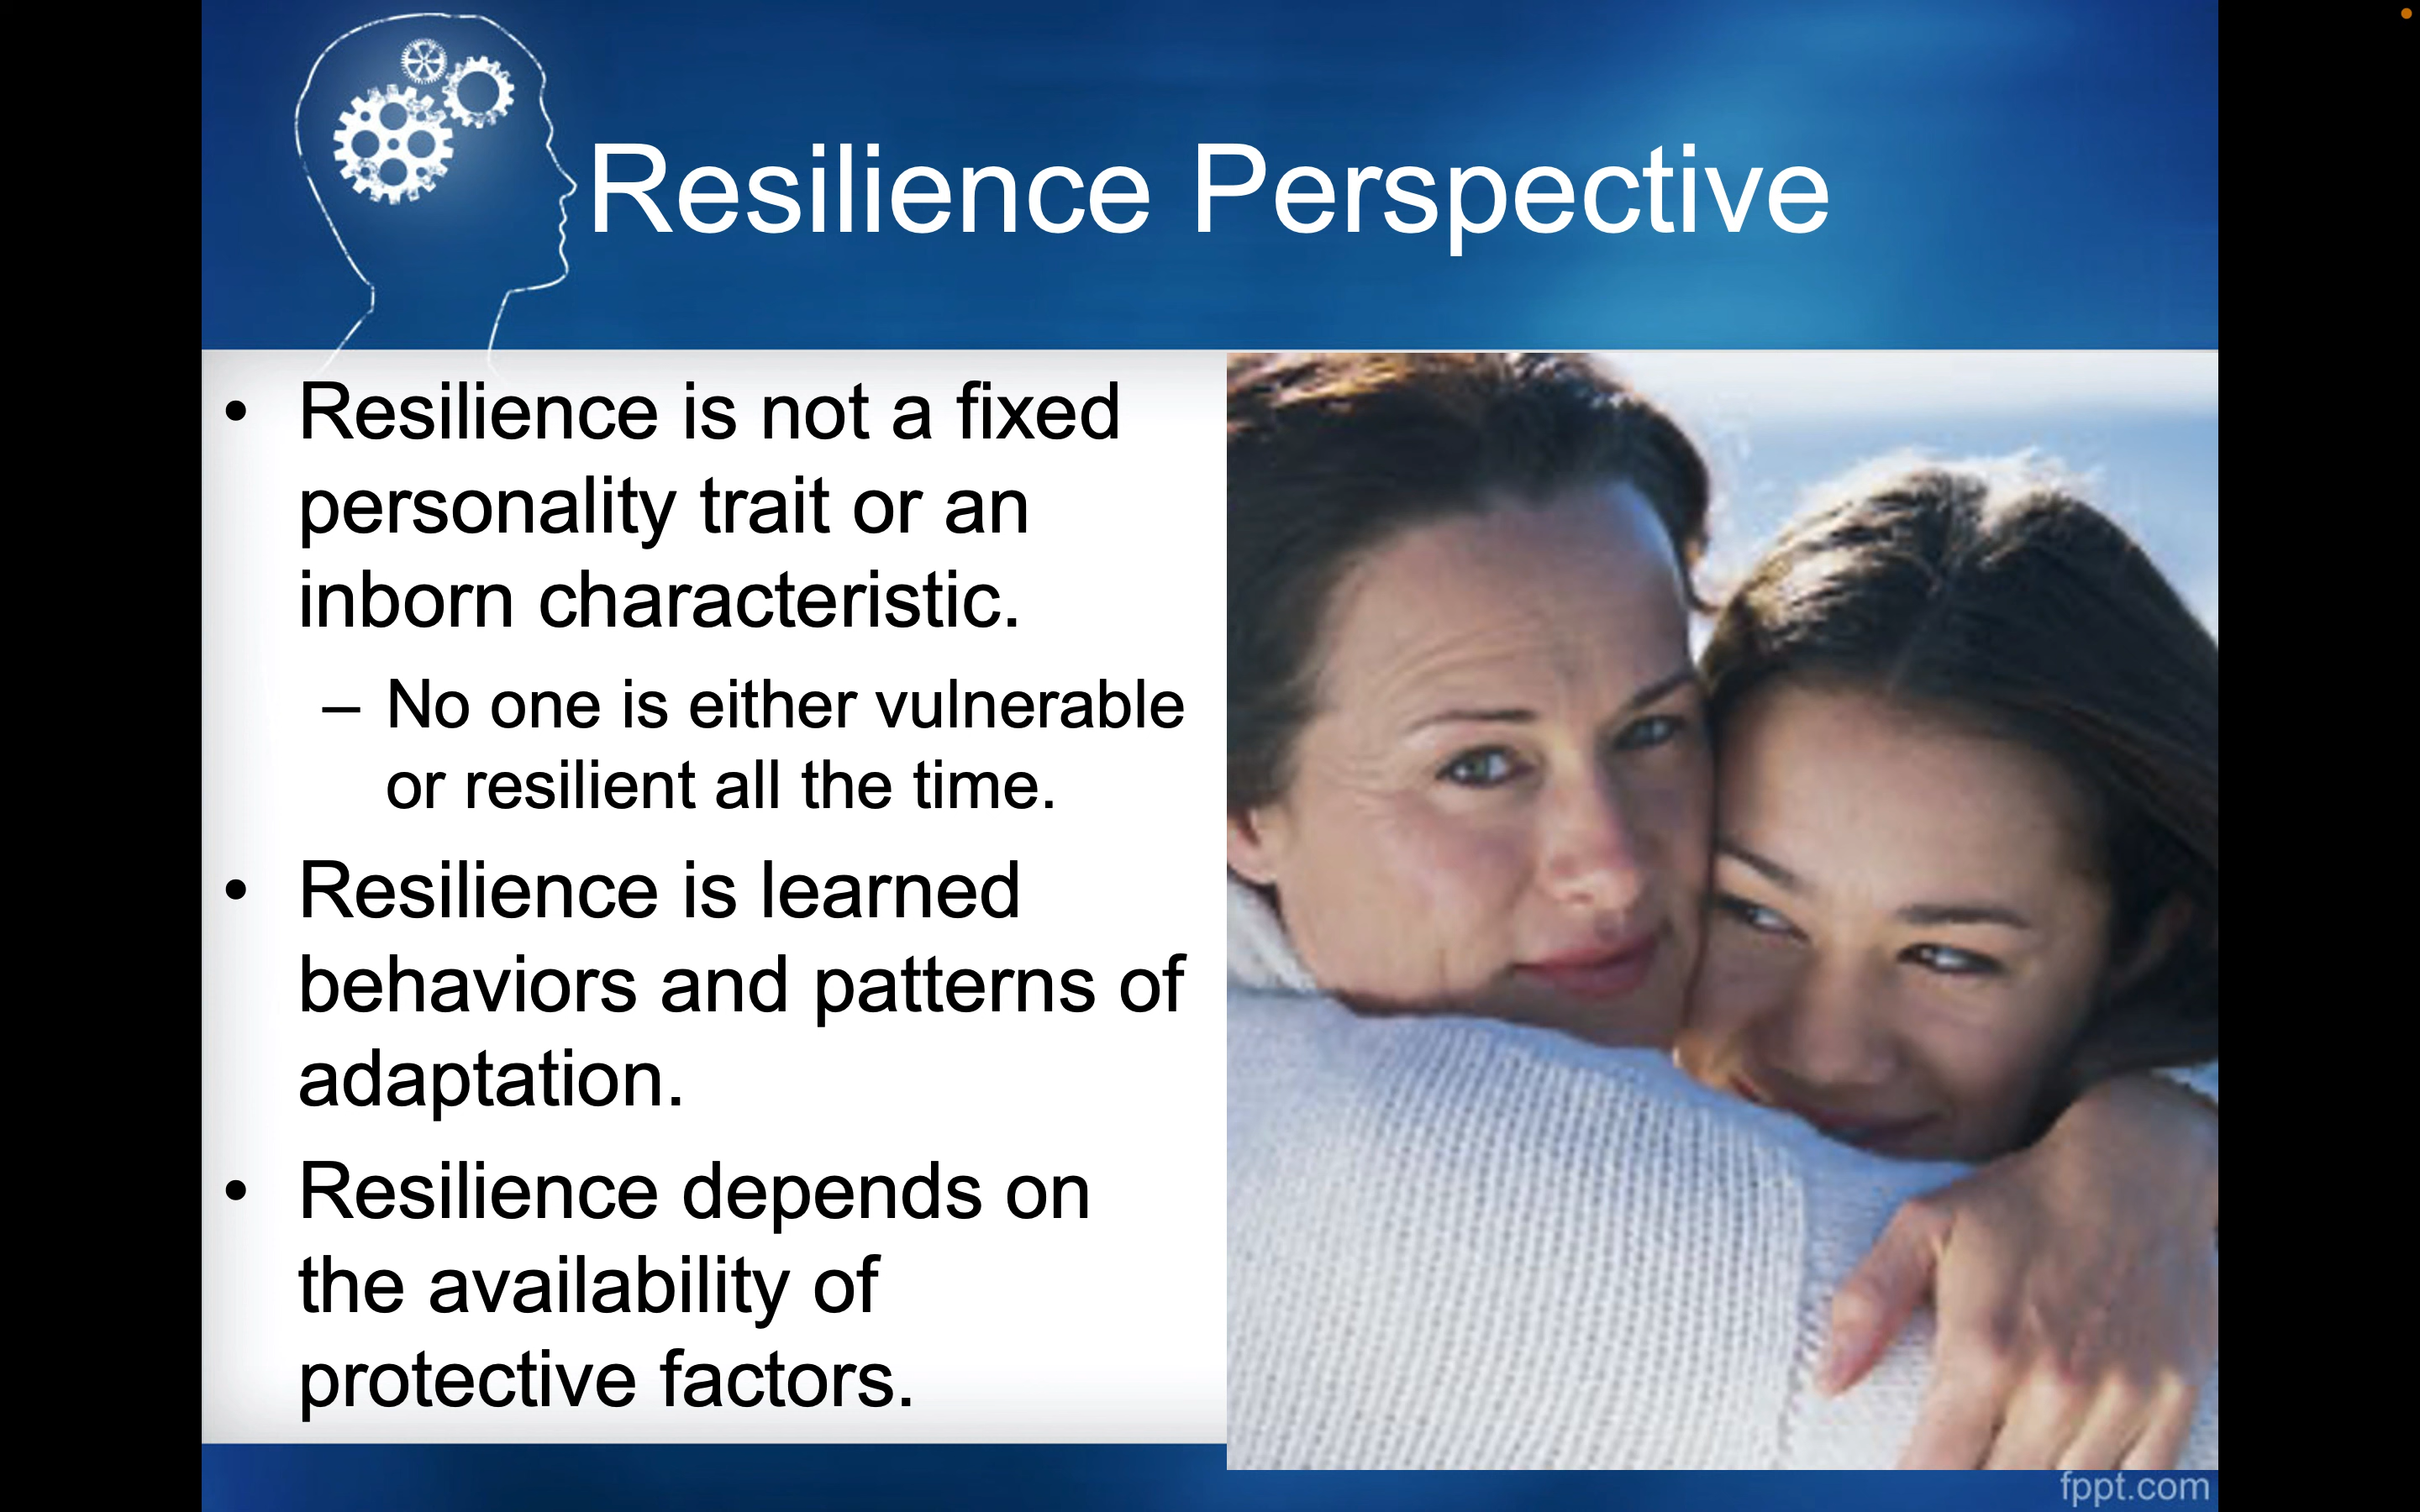 Resilience Perspective
• Resilience is not a fixed
personality trait or an
inborn characteristic.
– No one is either vulnerable
or resilient all the time.
• Resilience is learned
behaviors and patterns of
adaptation.
• Resilience depends on
the availability of
protective factors.
fppt.com